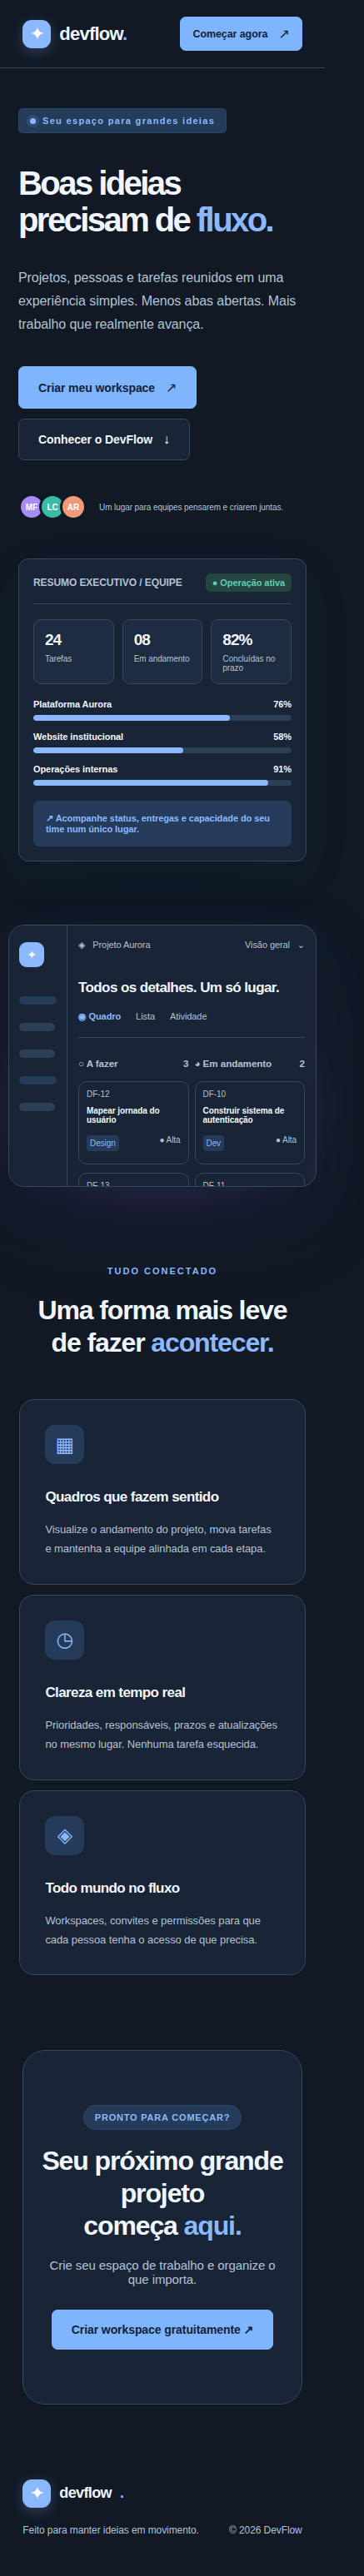 devflow.
Começar agora ↗
Seu espaço para grandes ideias
Boas ideias
precisam de fluxo.
Projetos, pessoas e tarefas reunidos em uma
experiência simples. Menos abas abertas. Mais
trabalho que realmente avança.
Criar meu workspace ↗
Conhecer o DevFlow ↓
MF LC AR
Um lugar para equipes pensarem e criarem juntas.
RESUMO EXECUTIVO / EQUIPE
● Operação ativa
24 08 82%
Tarefas Em andamento Concluídas no
prazo
Plataforma Aurora 76%
Website institucional 58%
Operações internas 91%
↗ Acompanhe status, entregas e capacidade do seu
time num único lugar.
◈ Projeto Aurora Visão geral ⌄
Todos os detalhes. Um só lugar.
◉ Quadro Lista Atividade
○ A fazer 3 Em andamento 2
DF-12 DF-10
Mapear jornada do Construir sistema de
usuário autenticação
Design ● Alta Dev ● Alta
DF-13 DF-11
TUDO CONECTADO
Uma forma mais leve
de fazer acontecer.
Quadros que fazem sentido
Visualize o andamento do projeto, mova tarefas
e mantenha a equipe alinhada em cada etapa.
Clareza em tempo real
Prioridades, responsáveis, prazos e atualizações
no mesmo lugar. Nenhuma tarefa esquecida.
Todo mundo no fluxo
Workspaces, convites e permissões para que
cada pessoa tenha o acesso de que precisa.
PRONTO PARA COMEÇAR?
Seu próximo grande
projeto
começa aqui.
Crie seu espaço de trabalho e organize o
que importa.
Criar workspace gratuitamente ↗
devflow .
Feito para manter ideias em movimento. © 2026 DevFlow